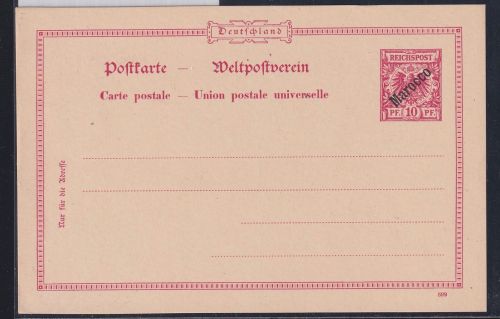 Deutschland
Postkarte — Weltpostverein
Carte postale — Union postale universelle
REICHSPOST
Marocco
PF. 10 PF.
Nur für die Adresse
899